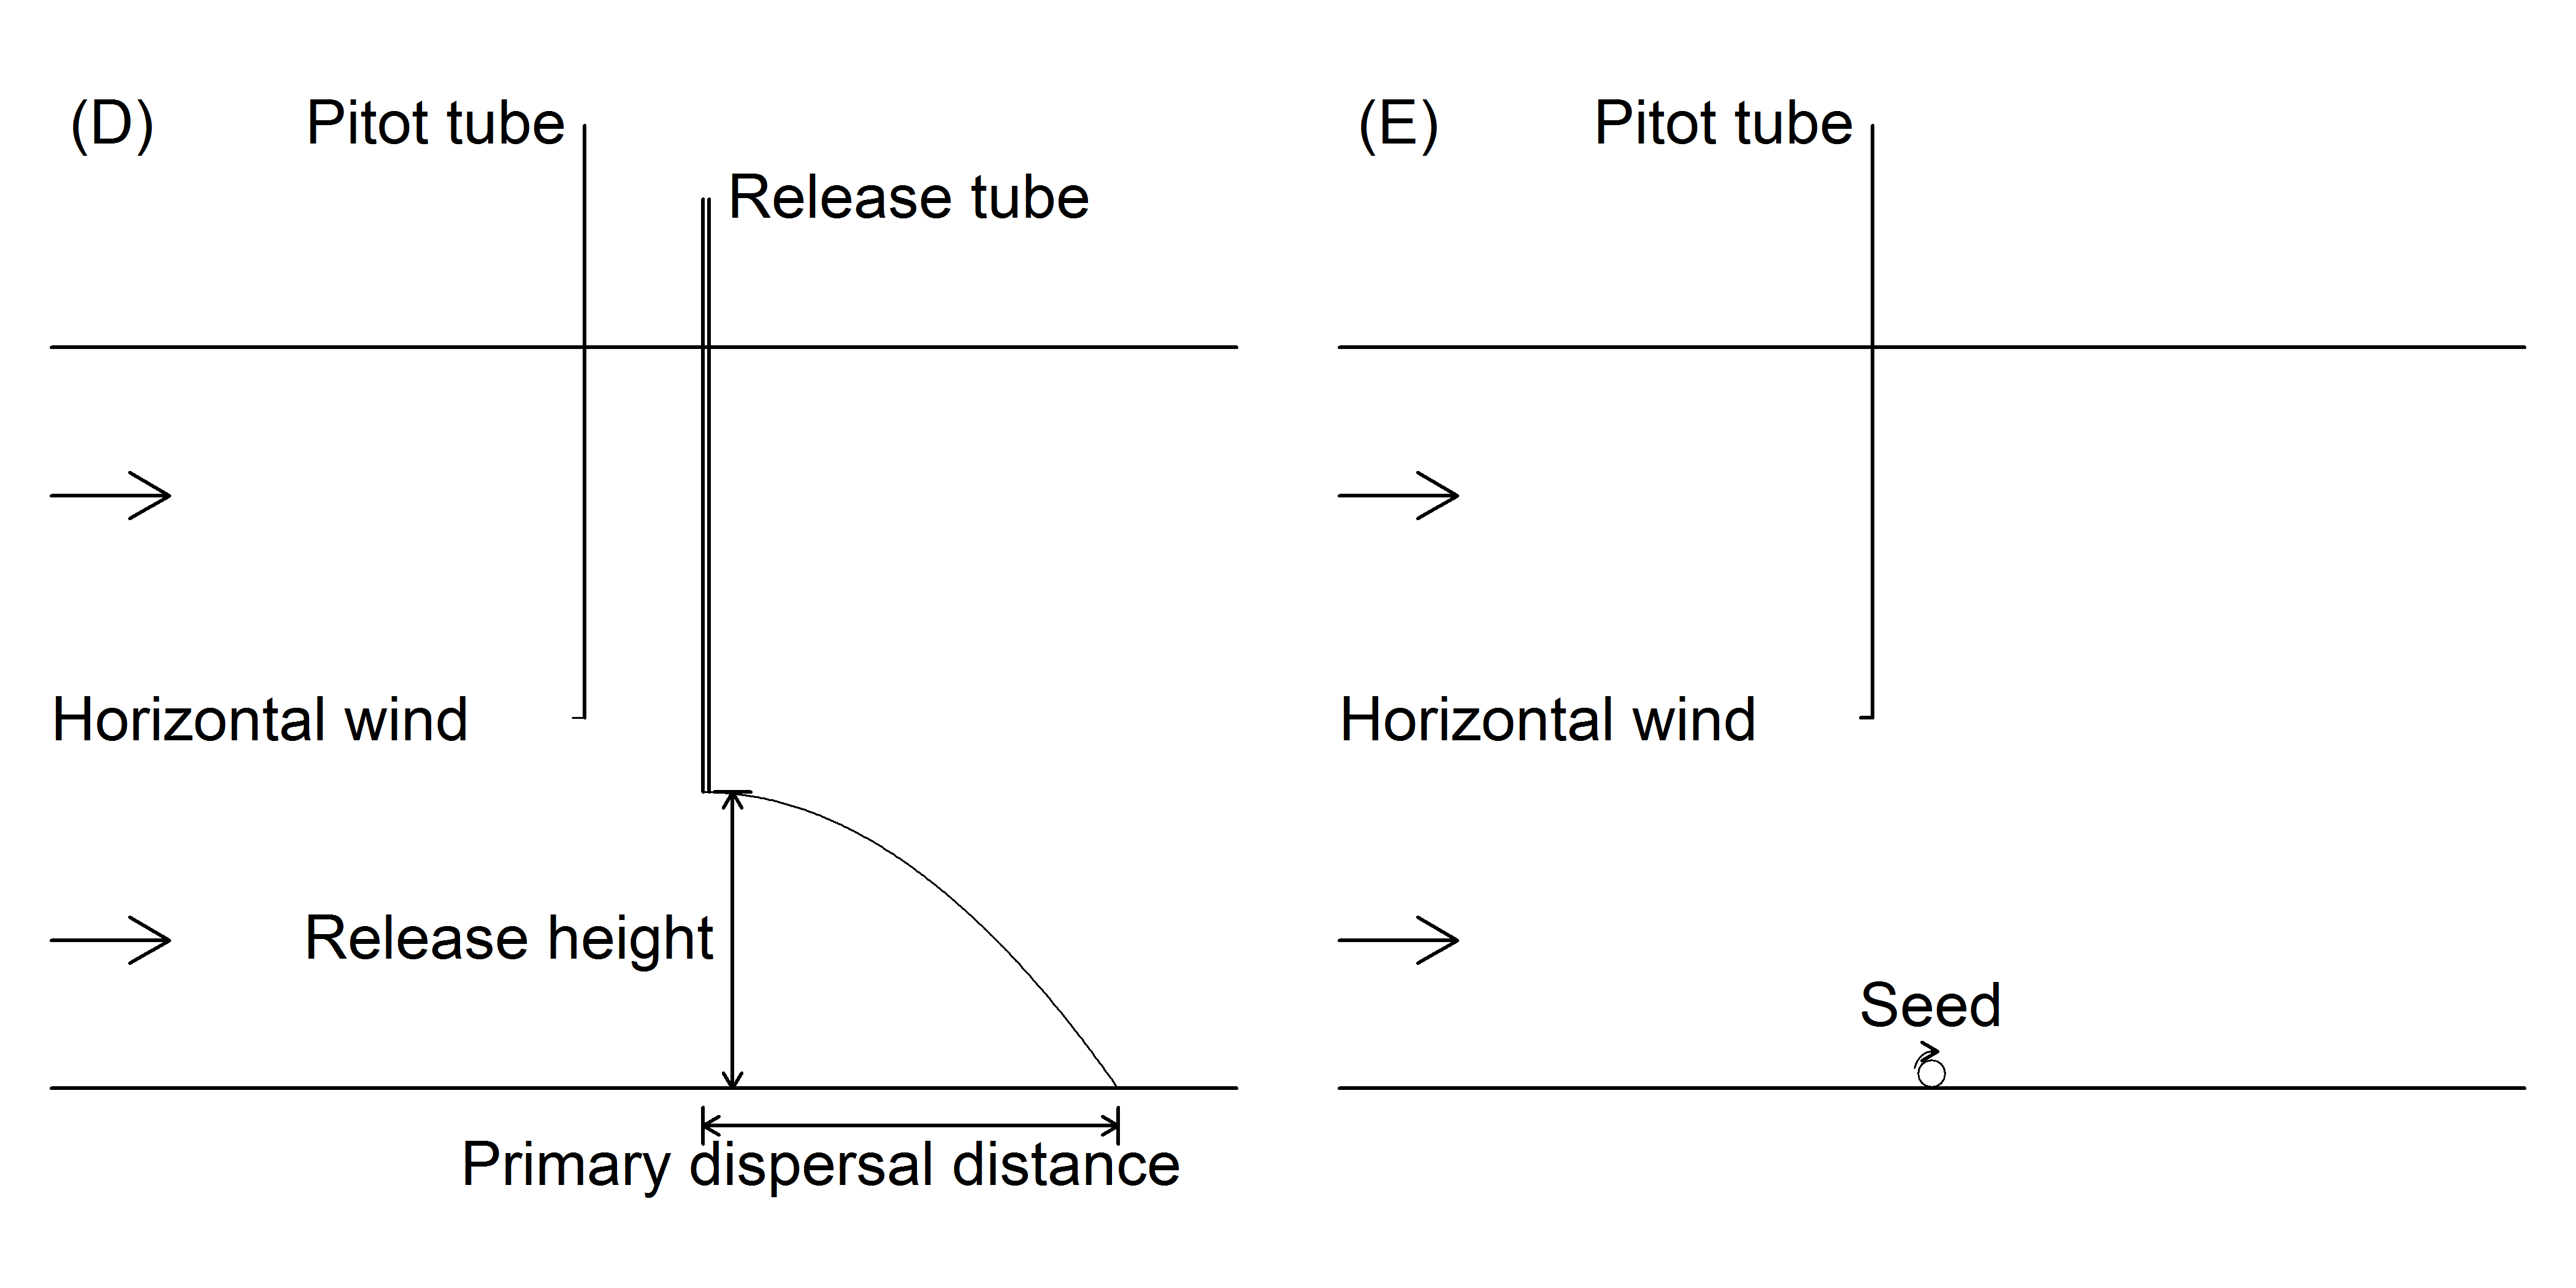 (D)
Pitot tube
Release tube
Horizontal wind
Release height
Primary dispersal distance
(E)
Pitot tube
Horizontal wind
Seed